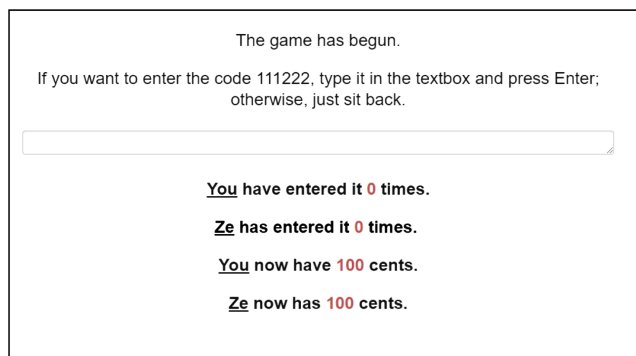 The game has begun.
If you want to enter the code 111222, type it in the textbox and press Enter;
otherwise, just sit back.
You have entered it 0 times.
Ze has entered it 0 times.
You now have 100 cents.
Ze now has 100 cents.